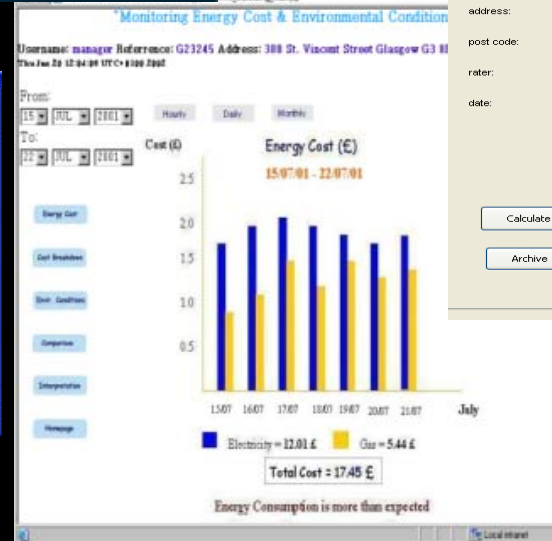 "Monitoring Energy Cost & Environmental Condition
Username: manager Reference: G23245 Address: 388 St. Vincent Street Glasgow G3
From:
15 JUL 2001
To:
22 JUL 2001
Hourly Daily Monthly
Cost (£)
Energy Cost (£)
15/07/01 - 22/07/01
2.5
2.0
1.5
1.0
0.5
15/07 16/07 17/07 18/07 19/07 20/07 21/07 July
Electricity = 12.01 £ Gas = 5.44 £
Total Cost = 17.45 £
Energy Consumption is more than expected
Energy Cost
Cost Breakdown
Envir. Conditions
Comparison
Interpretation
Homepage
Local intranet
address:
post code:
rater:
date:
Calculate
Archive